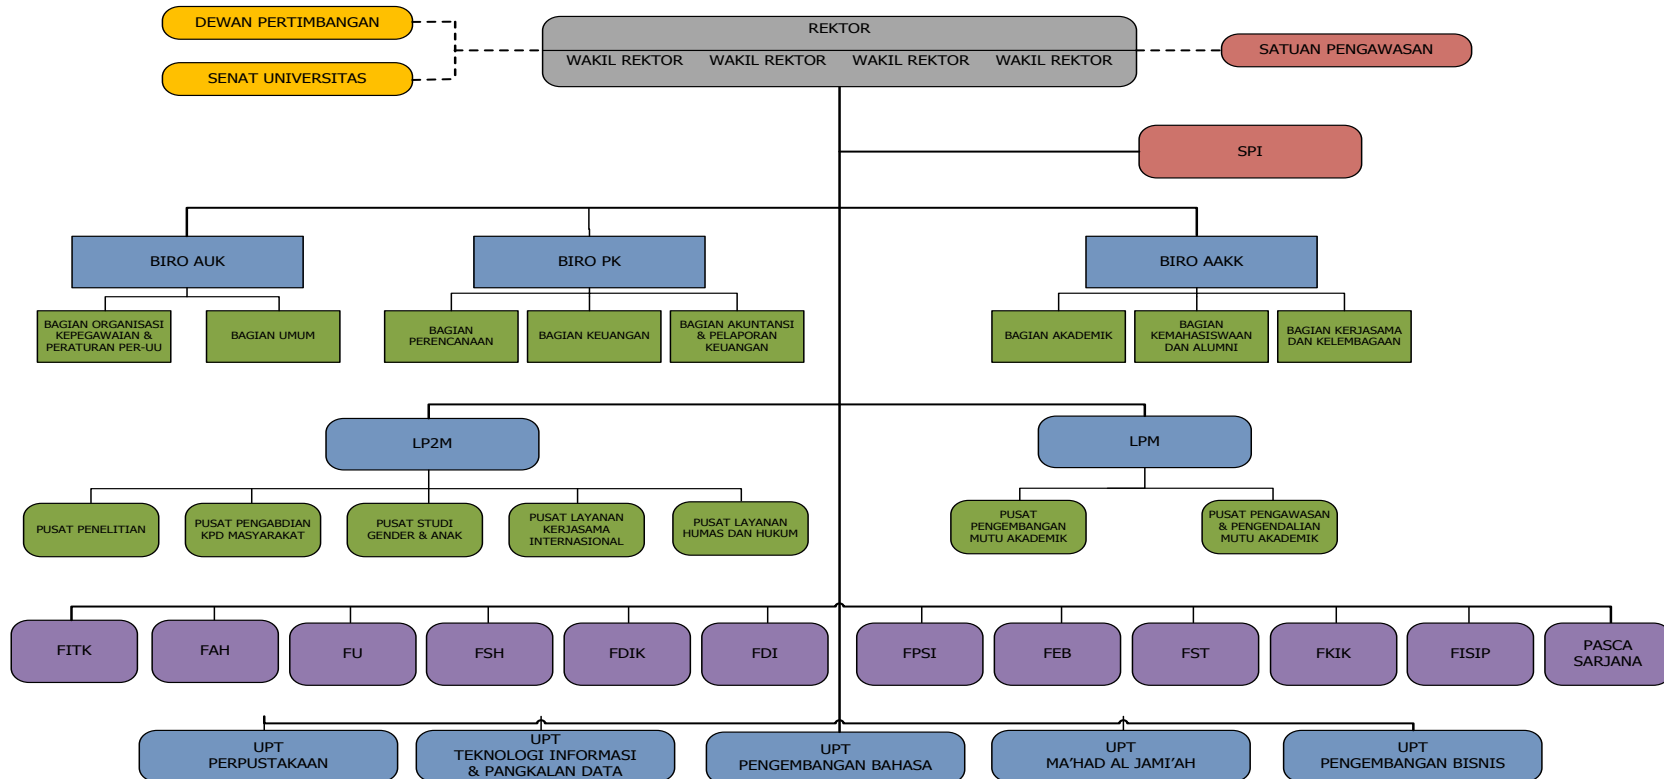 DEWAN PERTIMBANGAN
SENAT UNIVERSITAS
REKTOR
WAKIL REKTOR WAKIL REKTOR WAKIL REKTOR WAKIL REKTOR
SATUAN PENGAWASAN
SPI
BIRO AUK
BIRO PK
BIRO AAKK
BAGIAN ORGANISASI
KEPEGAWAIAN &
PERATURAN PER-UU
BAGIAN UMUM
BAGIAN
PERENCANAAN
BAGIAN KEUANGAN
BAGIAN AKUNTANSI
& PELAPORAN
KEUANGAN
BAGIAN AKADEMIK
BAGIAN
KEMAHASISWAAN
DAN ALUMNI
BAGIAN KERJASAMA
DAN KELEMBAGAAN
LP2M
LPM
PUSAT PENELITIAN
PUSAT PENGABDIAN
KPD MASYARAKAT
PUSAT STUDI
GENDER & ANAK
PUSAT LAYANAN
KERJASAMA
INTERNASIONAL
PUSAT LAYANAN
HUMAS DAN HUKUM
PUSAT
PENGEMBANGAN
MUTU AKADEMIK
PUSAT PENGAWASAN
& PENGENDALIAN
MUTU AKADEMIK
FITK
FAH
FU
FSH
FDIK
FDI
FPSI
FEB
FST
FKIK
FISIP
PASCA
SARJANA
UPT
PERPUSTAKAAN
UPT
TEKNOLOGI INFORMASI
& PANGKALAN DATA
UPT
PENGEMBANGAN BAHASA
UPT
MA'HAD AL JAMI'AH
UPT
PENGEMBANGAN BISNIS